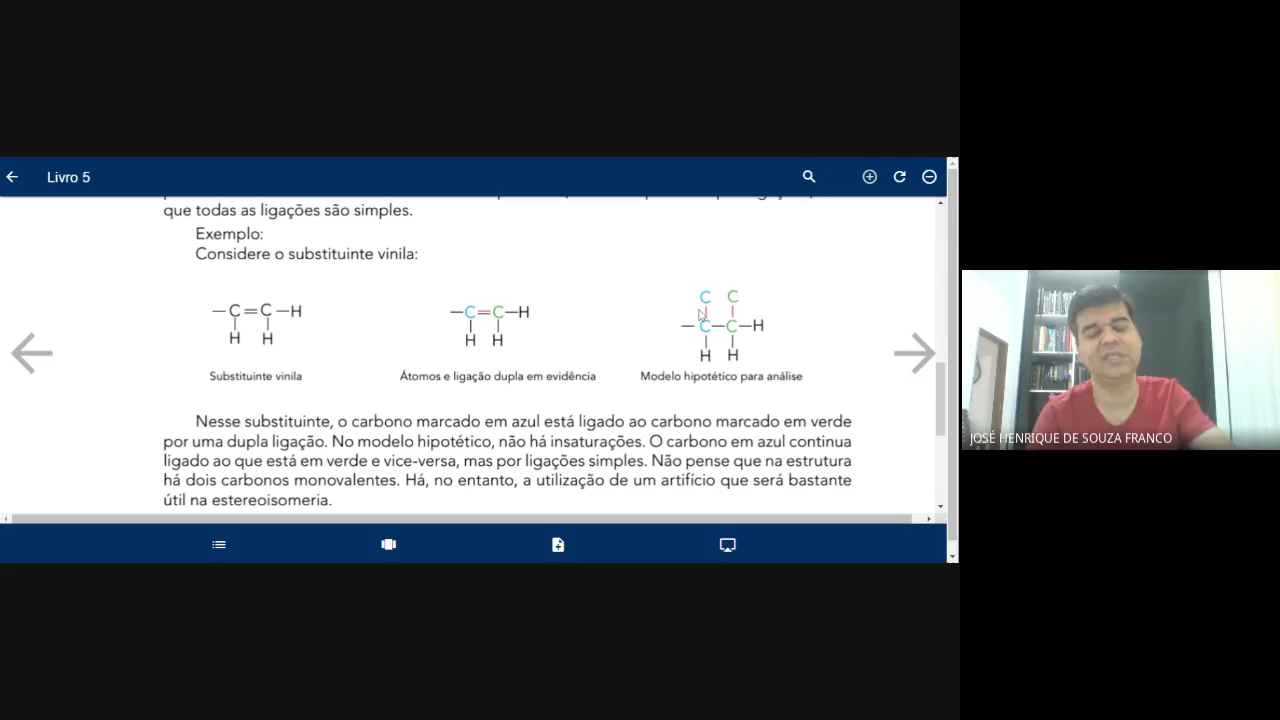 Livro 5
que todas as ligações são simples.
Exemplo:
Considere o substituinte vinila:
C C
—C=C—H —C=C—H —C—C—H
H H H H H H
Substituinte vinila Átomos e ligação dupla em evidência Modelo hipotético para análise
Nesse substituinte, o carbono marcado em azul está ligado ao carbono marcado em verde
por uma dupla ligação. No modelo hipotético, não há insaturações. O carbono em azul continua
ligado ao que está em verde e vice-versa, mas por ligações simples. Não pense que na estrutura
há dois carbonos monovalentes. Há, no entanto, a utilização de um artifício que será bastante
útil na estereoisomeria.
JOSÉ HENRIQUE DE SOUZA FRANCO